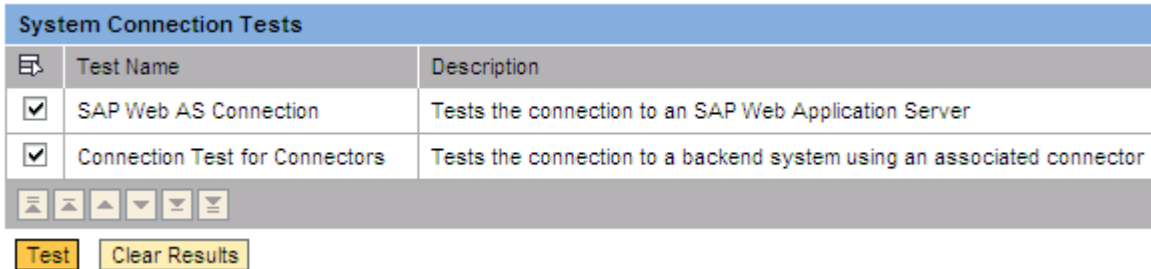 System Connection Tests
Test Name Description
SAP Web AS Connection Tests the connection to an SAP Web Application Server
Connection Test for Connectors Tests the connection to a backend system using an associated connector
Test Clear Results